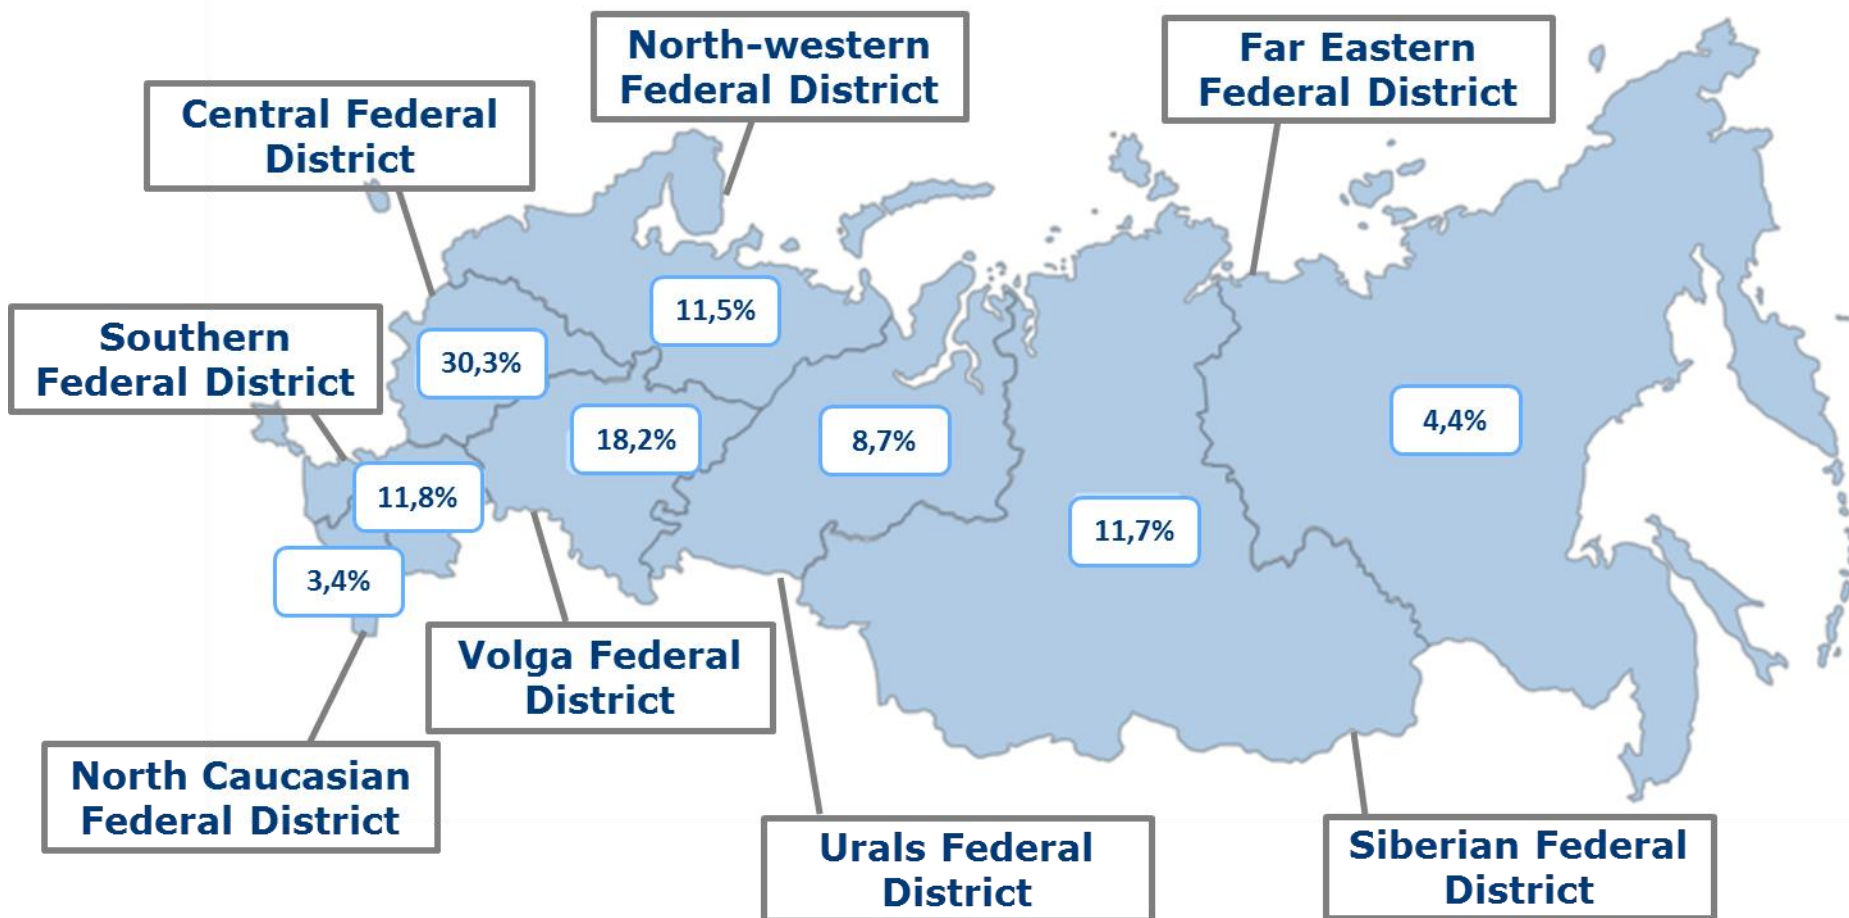 North-western
Federal District
Far Eastern
Federal District
Central Federal
District
Southern
Federal District
11,5%
30,3%
18,2%
8,7%
4,4%
11,8%
11,7%
3,4%
Volga Federal
District
North Caucasian
Federal District
Urals Federal
District
Siberian Federal
District